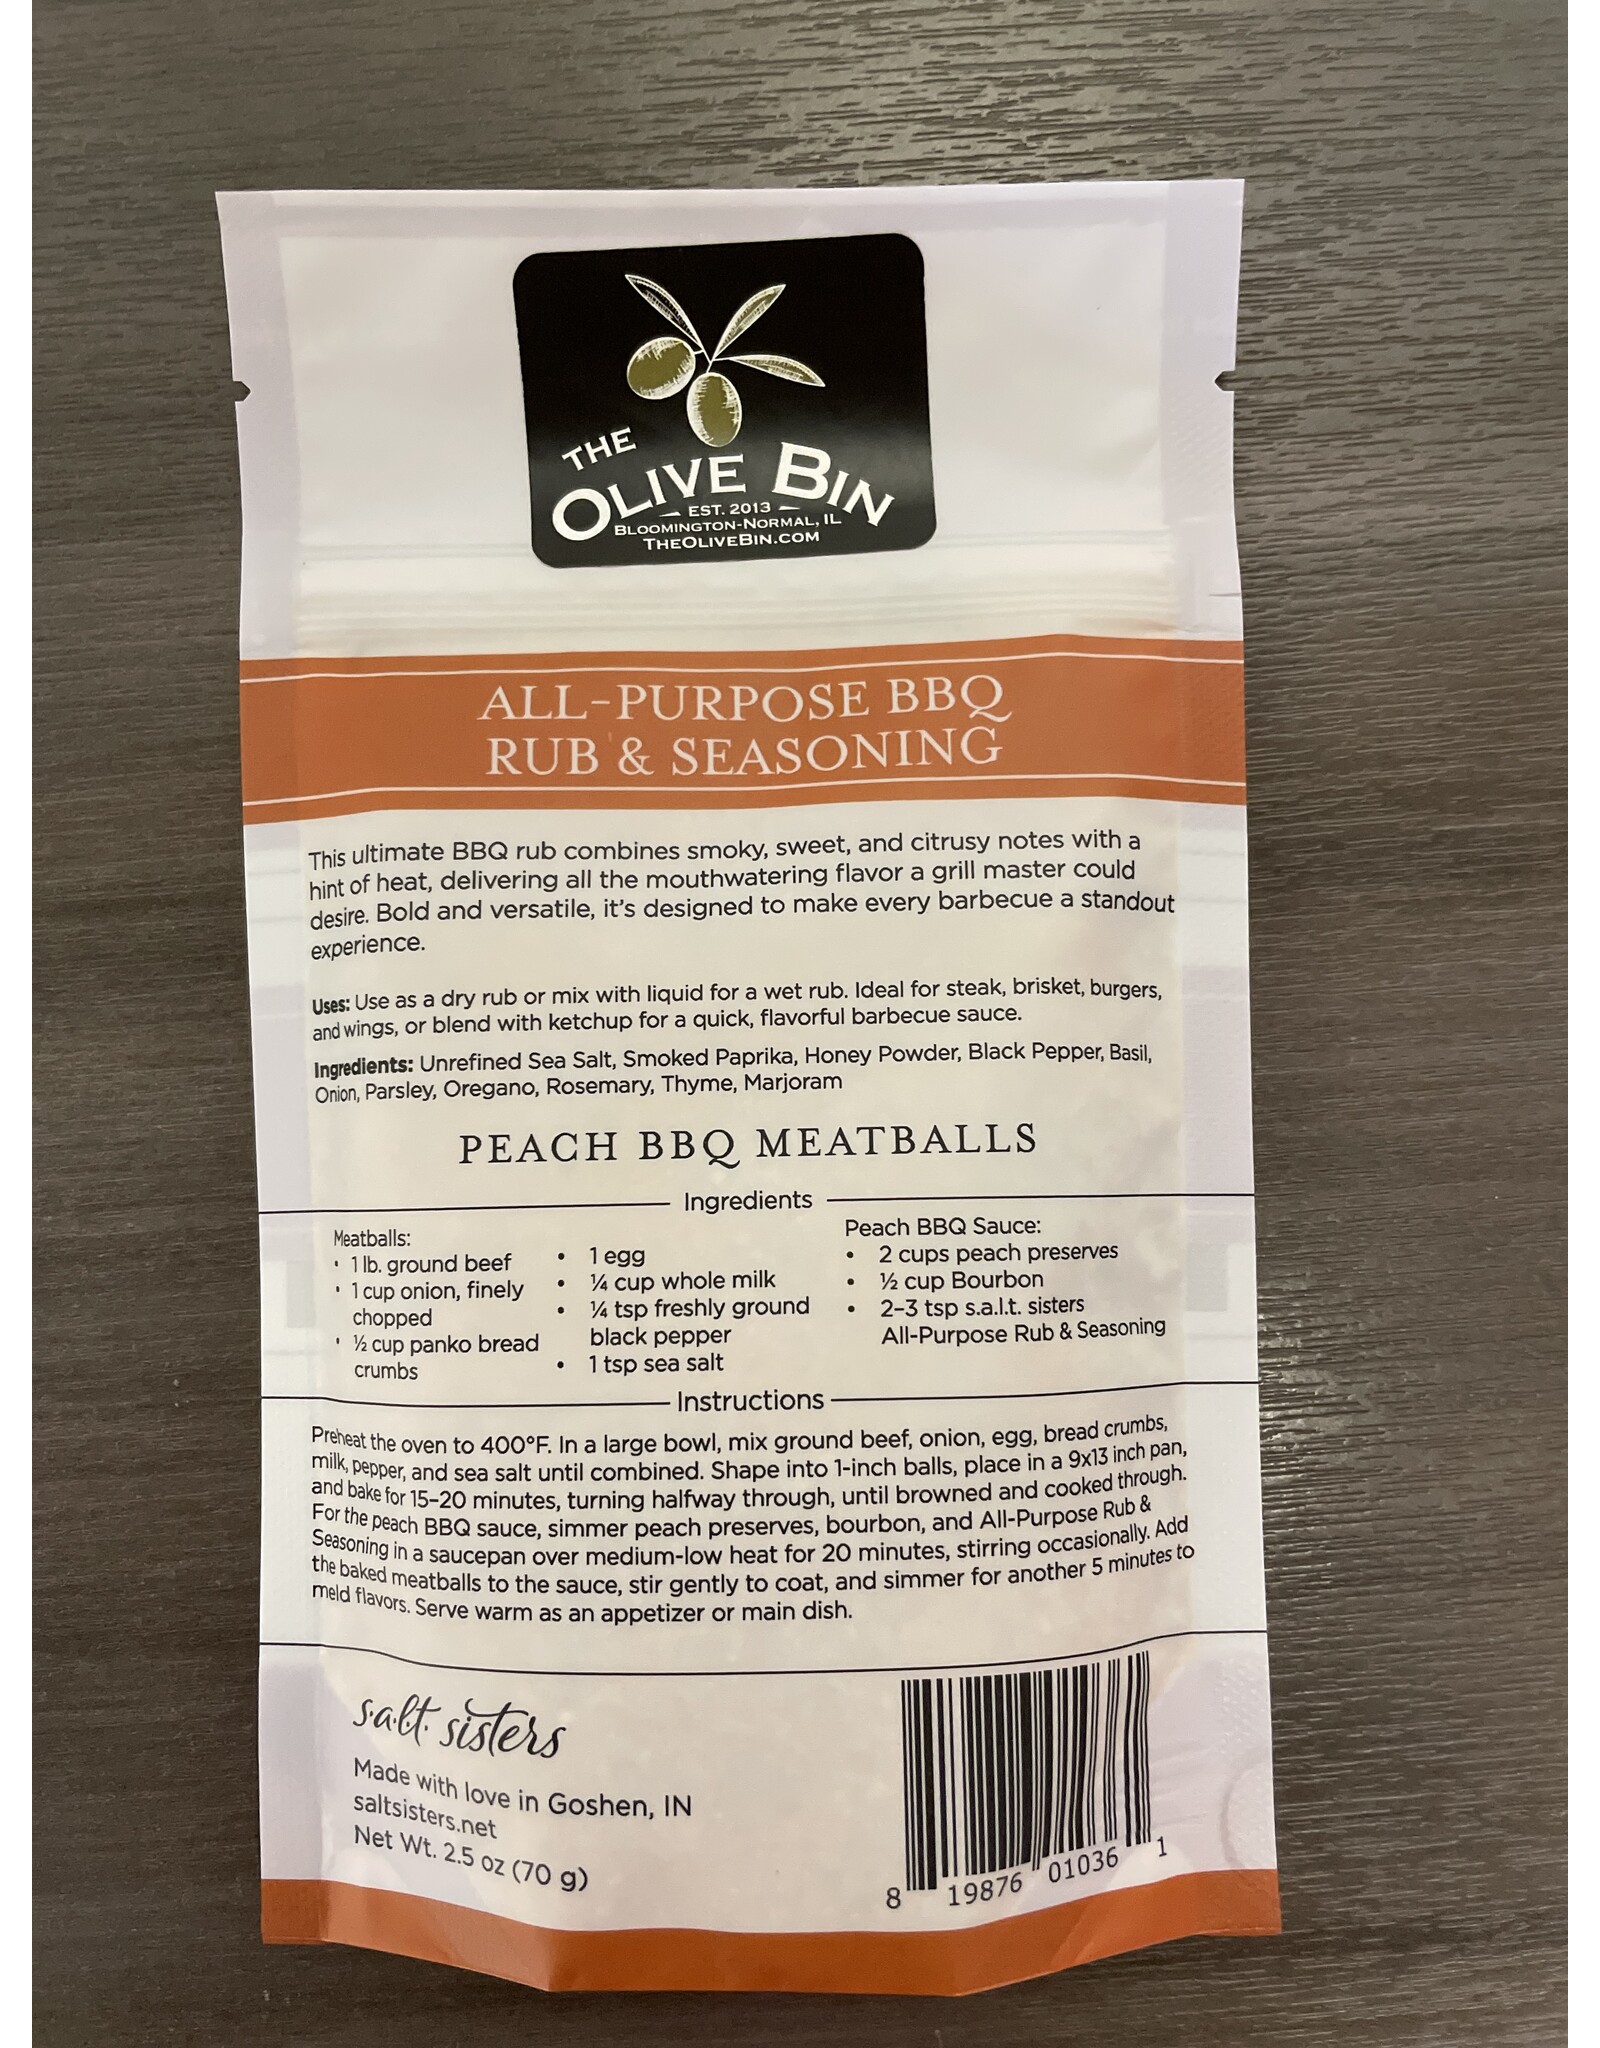 THE
OLIVE BIN
EST. 2013
BLOOMINGTON-NORMAL, IL
THEOLIVEBIN.COM
ALL-PURPOSE BBQ
RUB & SEASONING
This ultimate BBQ rub combines smoky, sweet, and citrusy notes with a
hint of heat, delivering all the mouthwatering flavor a grill master could
desire. Bold and versatile, it's designed to make every barbecue a standout
experience.
Uses: Use as a dry rub or mix with liquid for a wet rub. Ideal for steak, brisket, burgers,
and wings, or blend with ketchup for a quick, flavorful barbecue sauce.
Ingredients: Unrefined Sea Salt, Smoked Paprika, Honey Powder, Black Pepper, Basil,
Onion, Parsley, Oregano, Rosemary, Thyme, Marjoram
PEACH BBQ MEATBALLS
Ingredients
Meatballs:
• 1 lb. ground beef
• 1 cup onion, finely
chopped
• ½ cup panko bread
crumbs
• 1 egg
• ¼ cup whole milk
• ¼ tsp freshly ground
black pepper
• 1 tsp sea salt
Peach BBQ Sauce:
• 2 cups peach preserves
• ½ cup Bourbon
• 2–3 tsp s.a.l.t. sisters
All-Purpose Rub & Seasoning
Instructions
Preheat the oven to 400°F. In a large bowl, mix ground beef, onion, egg, bread crumbs,
milk, pepper, and sea salt until combined. Shape into 1-inch balls, place in a 9x13 inch pan,
and bake for 15–20 minutes, turning halfway through, until browned and cooked through.
For the peach BBQ sauce, simmer peach preserves, bourbon, and All-Purpose Rub &
Seasoning in a saucepan over medium-low heat for 20 minutes, stirring occasionally. Add
the baked meatballs to the sauce, stir gently to coat, and simmer for another 5 minutes to
meld flavors. Serve warm as an appetizer or main dish.
s.a.l.t. sisters
Made with love in Goshen, IN
saltsisters.net
Net Wt. 2.5 oz (70 g)
8 19876 01036 1